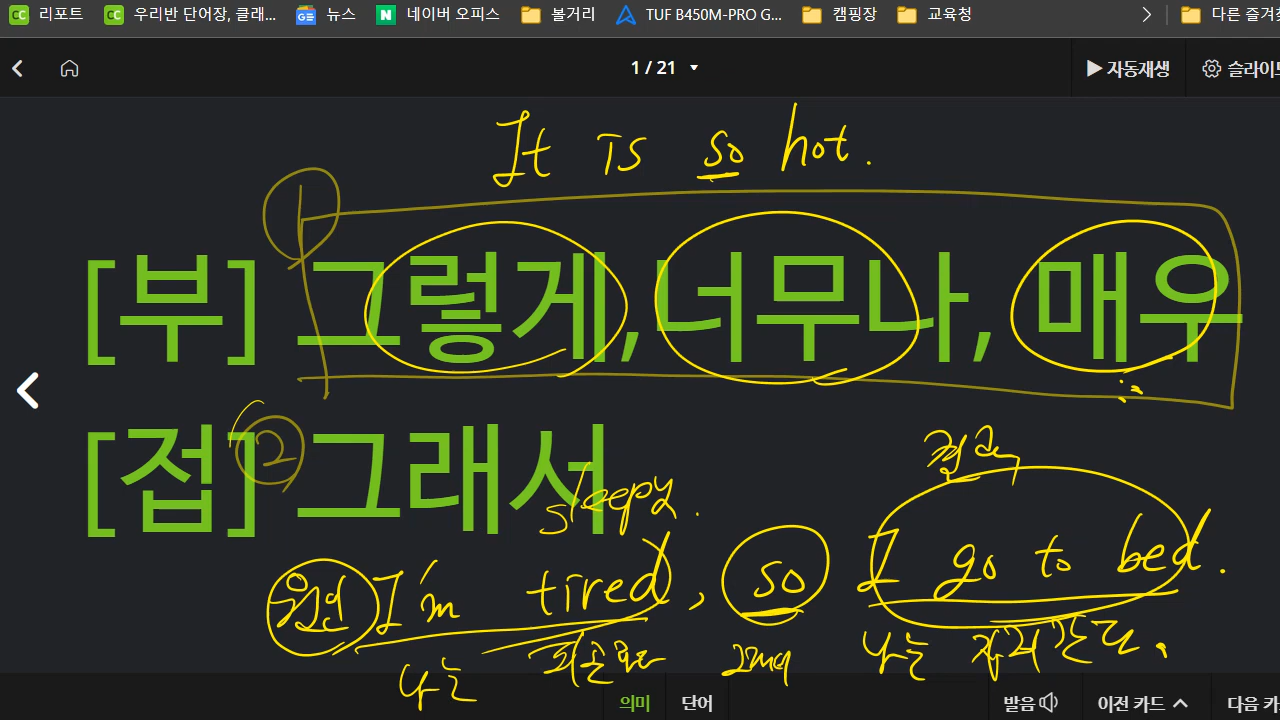 리포트 우리반 단어장, 클래... 뉴스 네이버 오피스 볼거리 TUF B450M-PRO G... 캠핑장 교육청 다른 즐겨찾
1 / 21 자동재생 슬라이드
It is so hot.
1
[부] 그렇게, 너무나, 매우
2
[접] 그래서
결과
sleepy.
원인 I'm tired, so I go to bed.
나는 피곤하다 그래서 나는 자러간다.
의미 단어 발음 이전 카드 다음 카